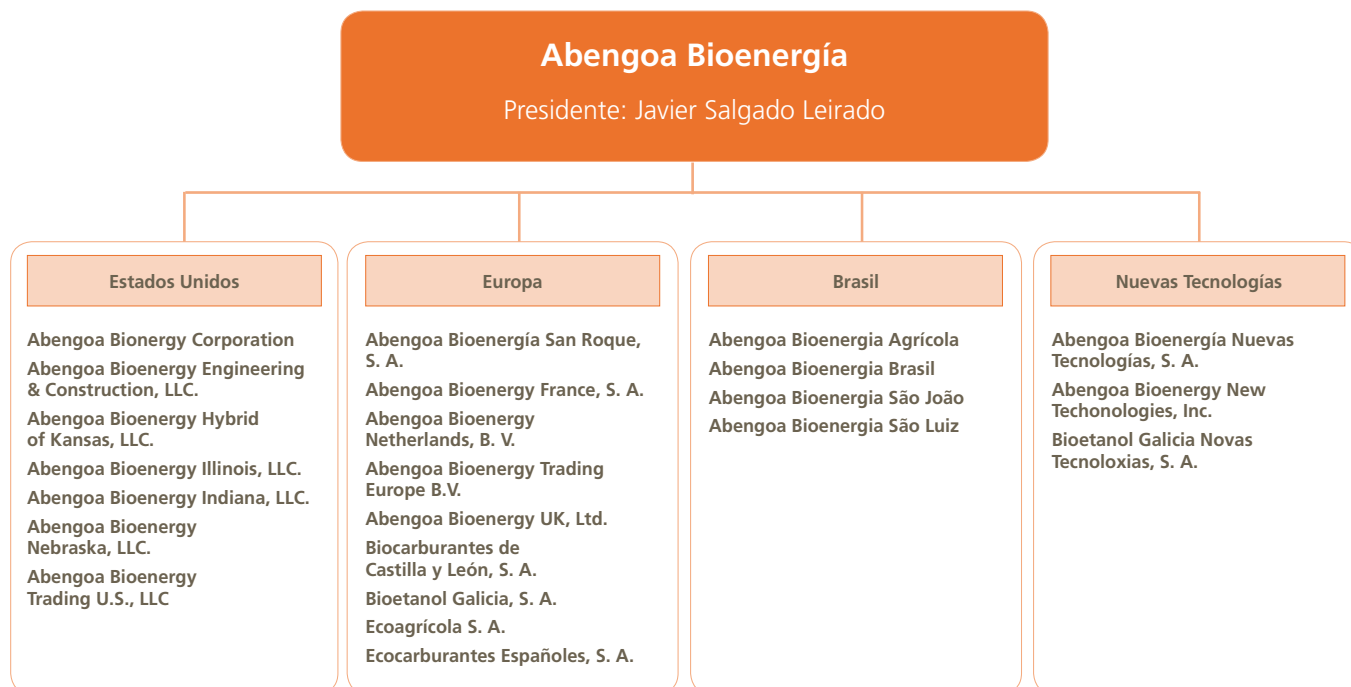 Abengoa Bioenergía
Presidente: Javier Salgado Leirado
Estados Unidos
Abengoa Bionergy Corporation
Abengoa Bioenergy Engineering
& Construction, LLC.
Abengoa Bioenergy Hybrid
of Kansas, LLC.
Abengoa Bioenergy Illinois, LLC.
Abengoa Bioenergy Indiana, LLC.
Abengoa Bioenergy
Nebraska, LLC.
Abengoa Bioenergy
Trading U.S., LLC
Europa
Abengoa Bioenergía San Roque,
S. A.
Abengoa Bioenergy France, S. A.
Abengoa Bioenergy
Netherlands, B. V.
Abengoa Bioenergy Trading
Europe B.V.
Abengoa Bioenergy UK, Ltd.
Biocarburantes de
Castilla y León, S. A.
Bioetanol Galicia, S. A.
Ecoagrícola S. A.
Ecocarburantes Españoles, S. A.
Brasil
Abengoa Bioenergia Agrícola
Abengoa Bioenergia Brasil
Abengoa Bioenergia São João
Abengoa Bioenergia São Luiz
Nuevas Tecnologías
Abengoa Bioenergía Nuevas
Tecnologías, S. A.
Abengoa Bioenergy New
Techonologies, Inc.
Bioetanol Galicia Novas
Tecnoloxias, S. A.